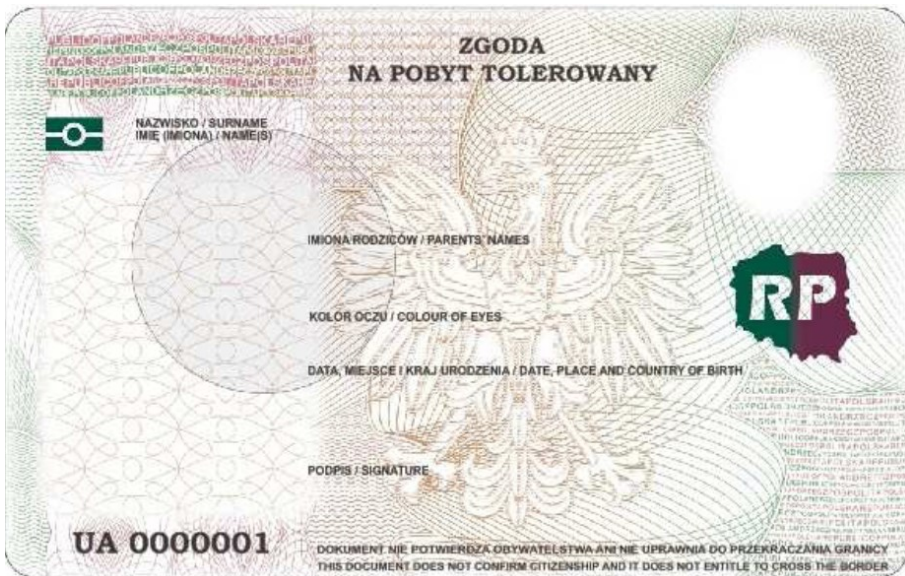 ZGODA
NA POBYT TOLEROWANY
NAZWISKO / SURNAME
IMIĘ (IMIONA) / NAME(S)
IMIONA RODZICÓW / PARENTS' NAMES
KOLOR OCZU / COLOUR OF EYES
RP
DATA, MIEJSCE I KRAJ URODZENIA / DATE, PLACE AND COUNTRY OF BIRTH
PODPIS / SIGNATURE
UA 0000001
DOKUMENT NIE POTWIERDZA OBYWATELSTWA ANI NIE UPRAWNIA DO PRZEKRACZANIA GRANICY
THIS DOCUMENT DOES NOT CONFIRM CITIZENSHIP AND IT DOES NOT ENTITLE TO CROSS THE BORDER